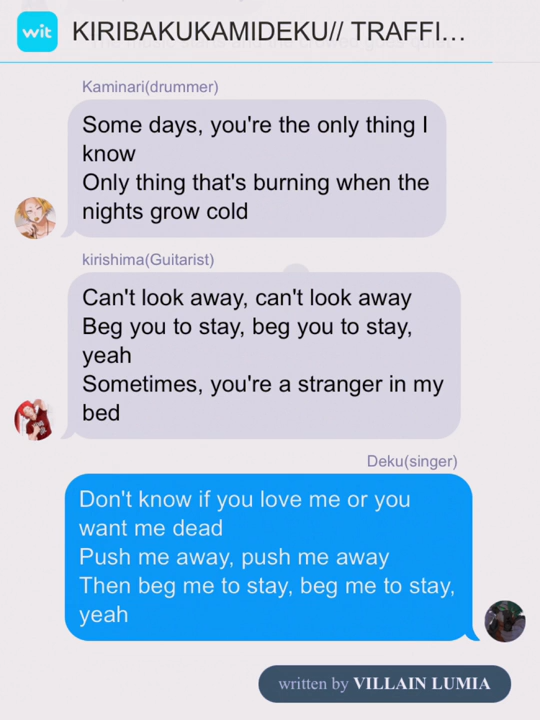 wit
KIRIBAKUKAMIDEKU// TRAFFI...
Kaminari(drummer)
Some days, you're the only thing I
know
Only thing that's burning when the
nights grow cold
kirishima(Guitarist)
Can't look away, can't look away
Beg you to stay, beg you to stay,
yeah
Sometimes, you're a stranger in my
bed
Deku(singer)
Don't know if you love me or you
want me dead
Push me away, push me away
Then beg me to stay, beg me to stay,
yeah
written by VILLAIN LUMIA